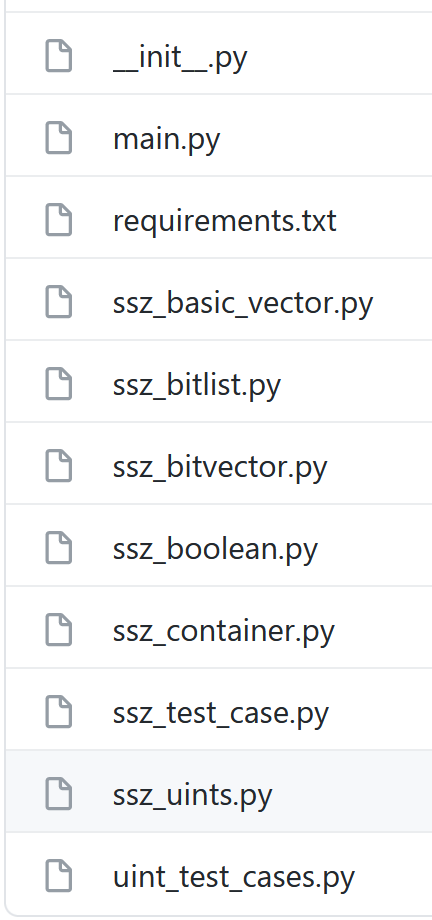 __init__.py
main.py
requirements.txt
ssz_basic_vector.py
ssz_bitlist.py
ssz_bitvector.py
ssz_boolean.py
ssz_container.py
ssz_test_case.py
ssz_uints.py
uint_test_cases.py